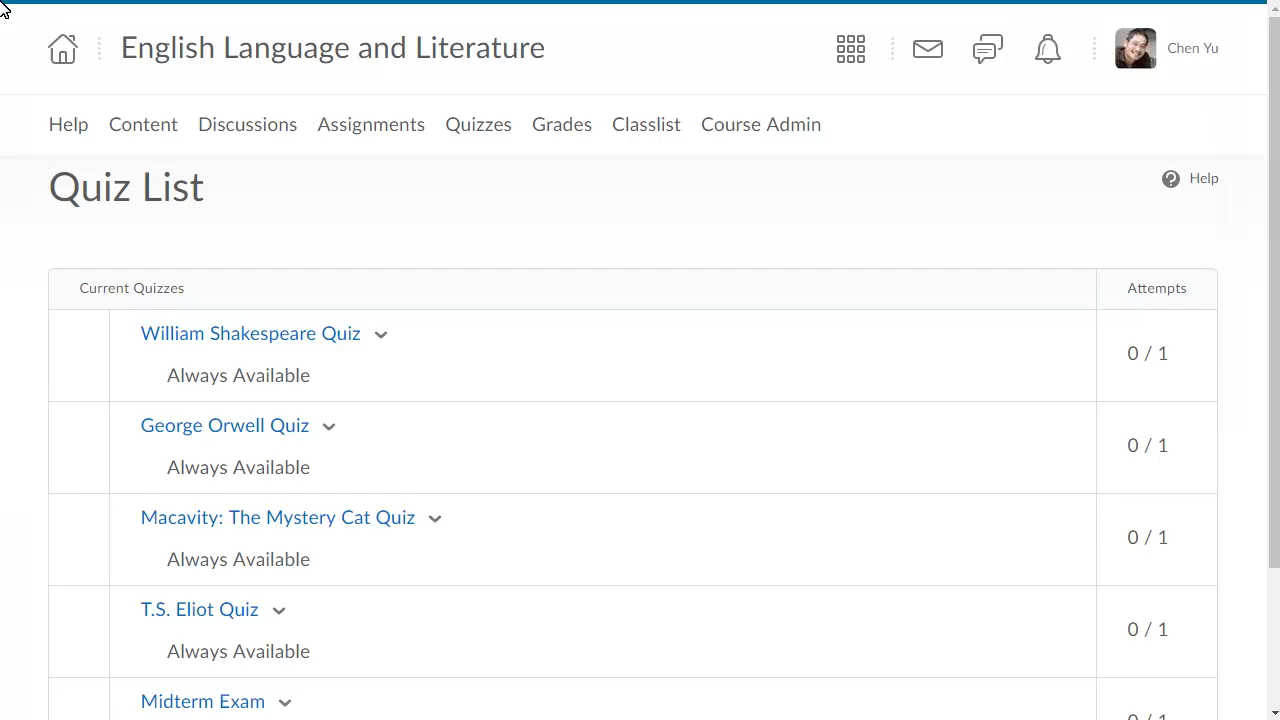 English Language and Literature
Chen Yu
Help Content Discussions Assignments Quizzes Grades Classlist Course Admin
Quiz List
Help
Current Quizzes Attempts
William Shakespeare Quiz
0 / 1
Always Available
George Orwell Quiz
0 / 1
Always Available
Macavity: The Mystery Cat Quiz
0 / 1
Always Available
T.S. Eliot Quiz
0 / 1
Always Available
Midterm Exam
0 / 1